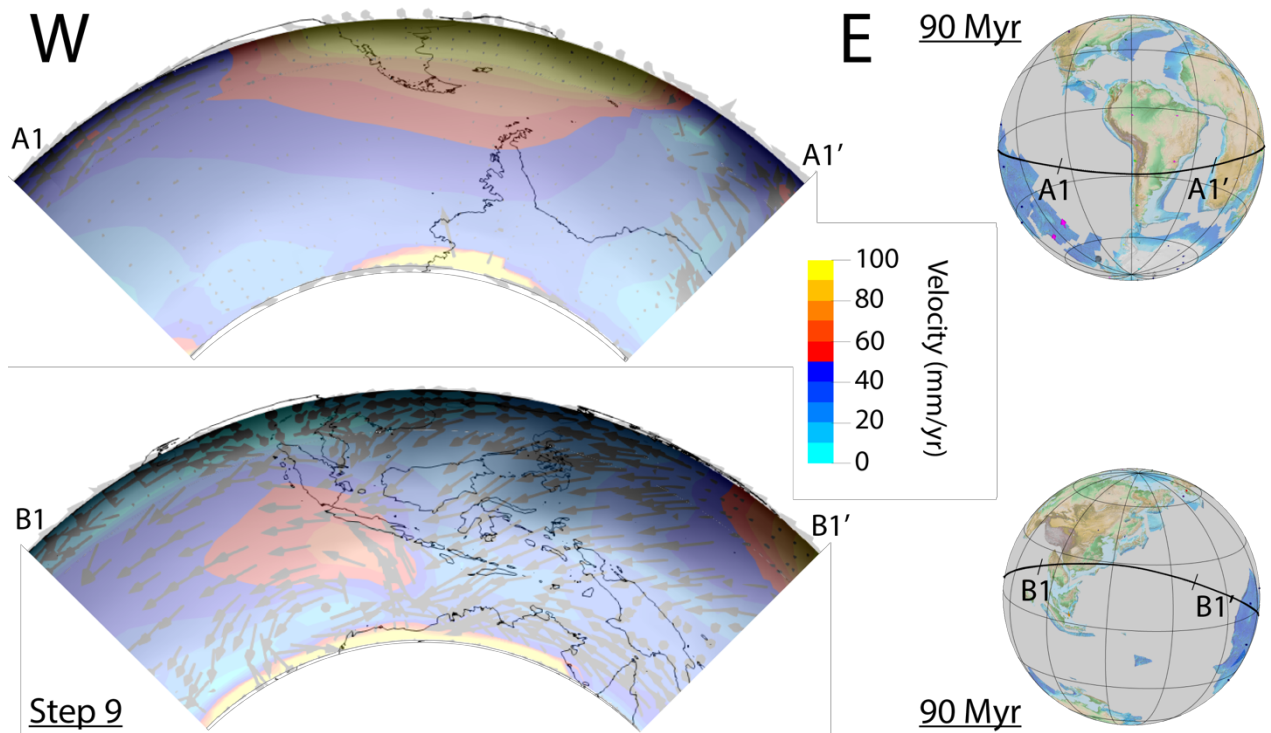 W
E
90 Myr
A1
A1’
A1
A1’
100
80
60
40
20
0
Velocity (mm/yr)
B1
B1’
B1
B1’
Step 9
90 Myr